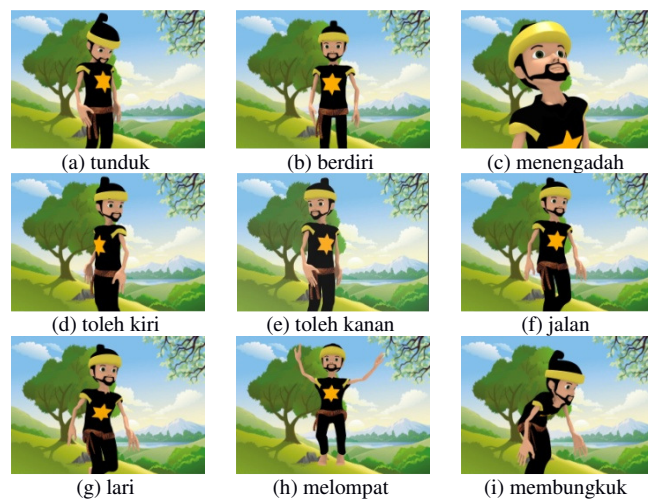 (a) tunduk
(b) berdiri
(c) menengadah
(d) toleh kiri
(e) toleh kanan
(f) jalan
(g) lari
(h) melompat
(i) membungkuk